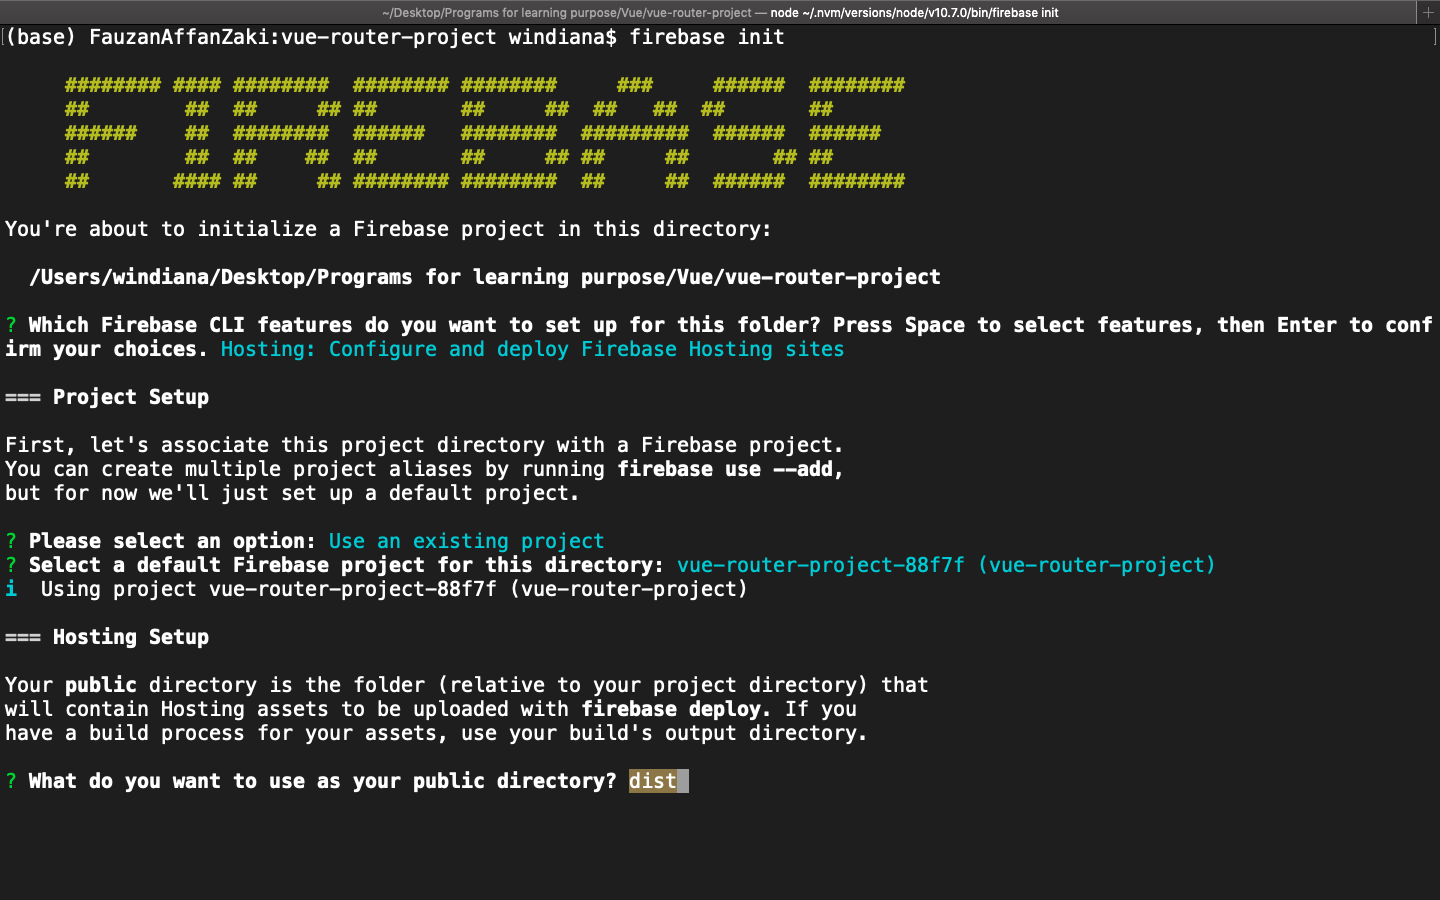 ~/Desktop/Programs for learning purpose/Vue/vue-router-project — node ~/.nvm/versions/node/v10.7.0/bin/firebase init
(base) FauzanAffanZaki:vue-router-project windiana$ firebase init
######## #### ########  ######## ########     ###     ######  ########
##        ##  ##     ## ##       ##     ##  ##   ##  ##       ##
######    ##  ########  ######   ########  #########  ######  ######
##        ##  ##    ##  ##       ##     ## ##     ##       ## ##
##       #### ##     ## ######## ########  ##     ##  ######  ########
You're about to initialize a Firebase project in this directory:
/Users/windiana/Desktop/Programs for learning purpose/Vue/vue-router-project
? Which Firebase CLI features do you want to set up for this folder? Press Space to select features, then Enter to conf
irm your choices. Hosting: Configure and deploy Firebase Hosting sites
=== Project Setup
First, let's associate this project directory with a Firebase project.
You can create multiple project aliases by running firebase use --add,
but for now we'll just set up a default project.
? Please select an option: Use an existing project
? Select a default Firebase project for this directory: vue-router-project-88f7f (vue-router-project)
i  Using project vue-router-project-88f7f (vue-router-project)
=== Hosting Setup
Your public directory is the folder (relative to your project directory) that
will contain Hosting assets to be uploaded with firebase deploy. If you
have a build process for your assets, use your build's output directory.
? What do you want to use as your public directory? dist